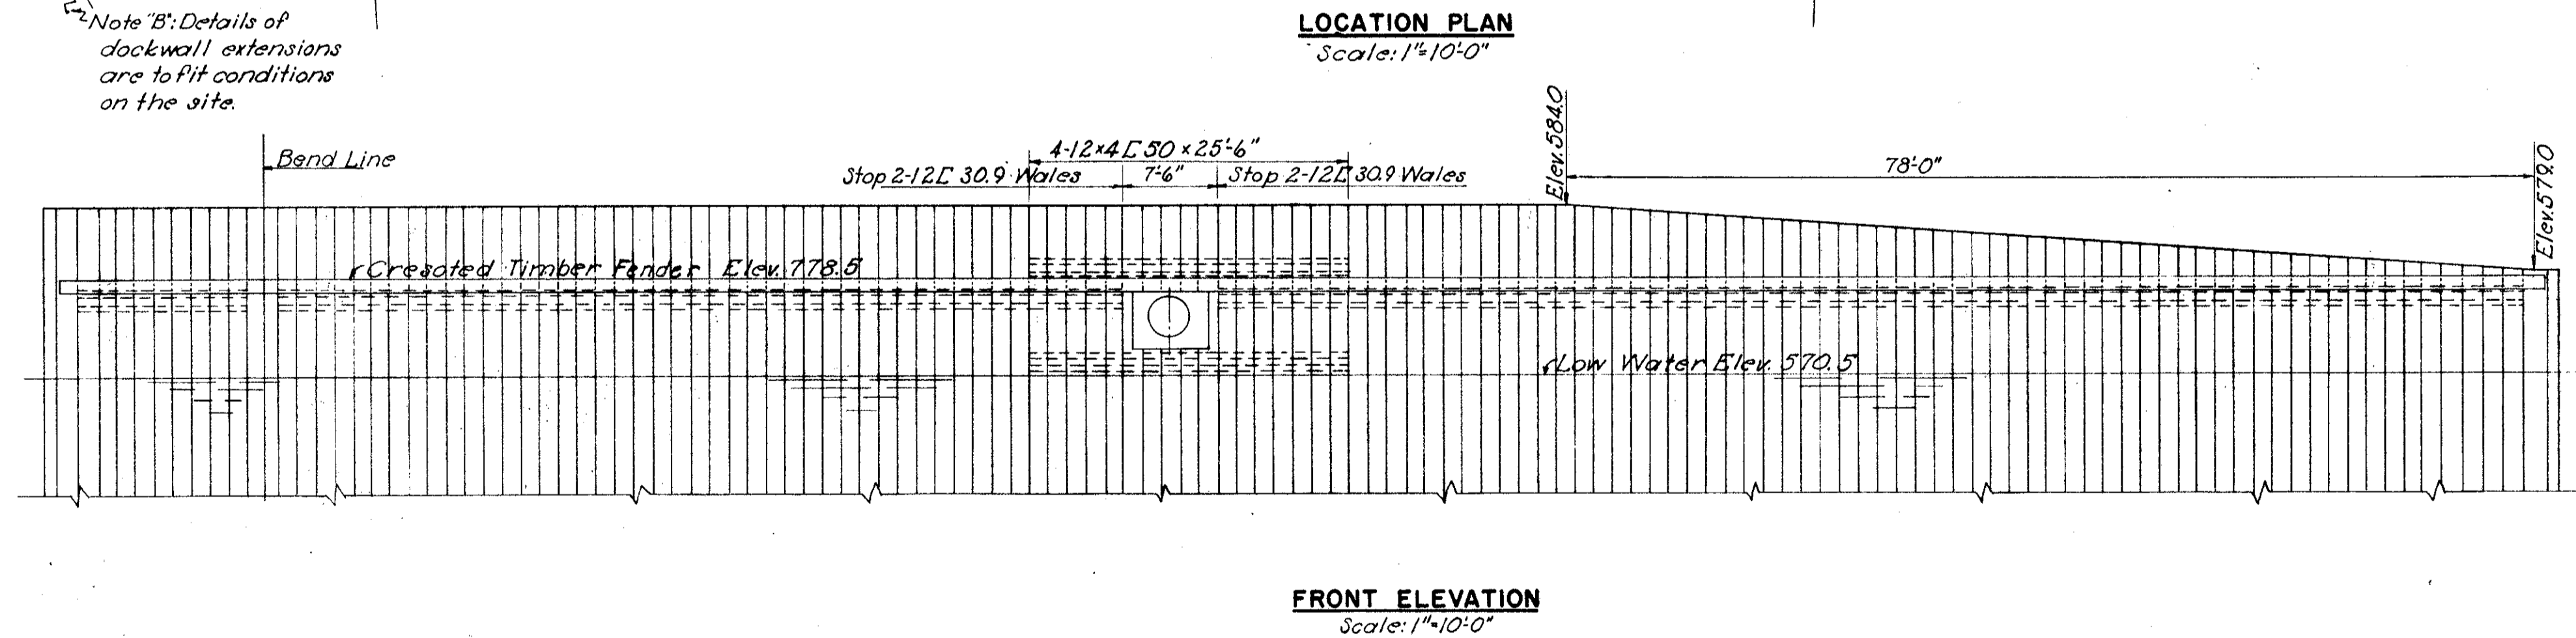 Note "B": Details of
dockwall extensions
are to fit conditions
on the site.
LOCATION PLAN
Scale: 1"=10'-0"
Bend Line
4-12x4 [ 50 x 25'-6"
Stop 2-12[ 30.9 Wales
7'-6"
Stop 2-12[ 30.9 Wales
Elev. 584.0
78'-0"
Elev. 579.0
Cresoted Timber Fender Elev. 778.5
Low Water Elev. 570.5
FRONT ELEVATION
Scale: 1"=10'-0"